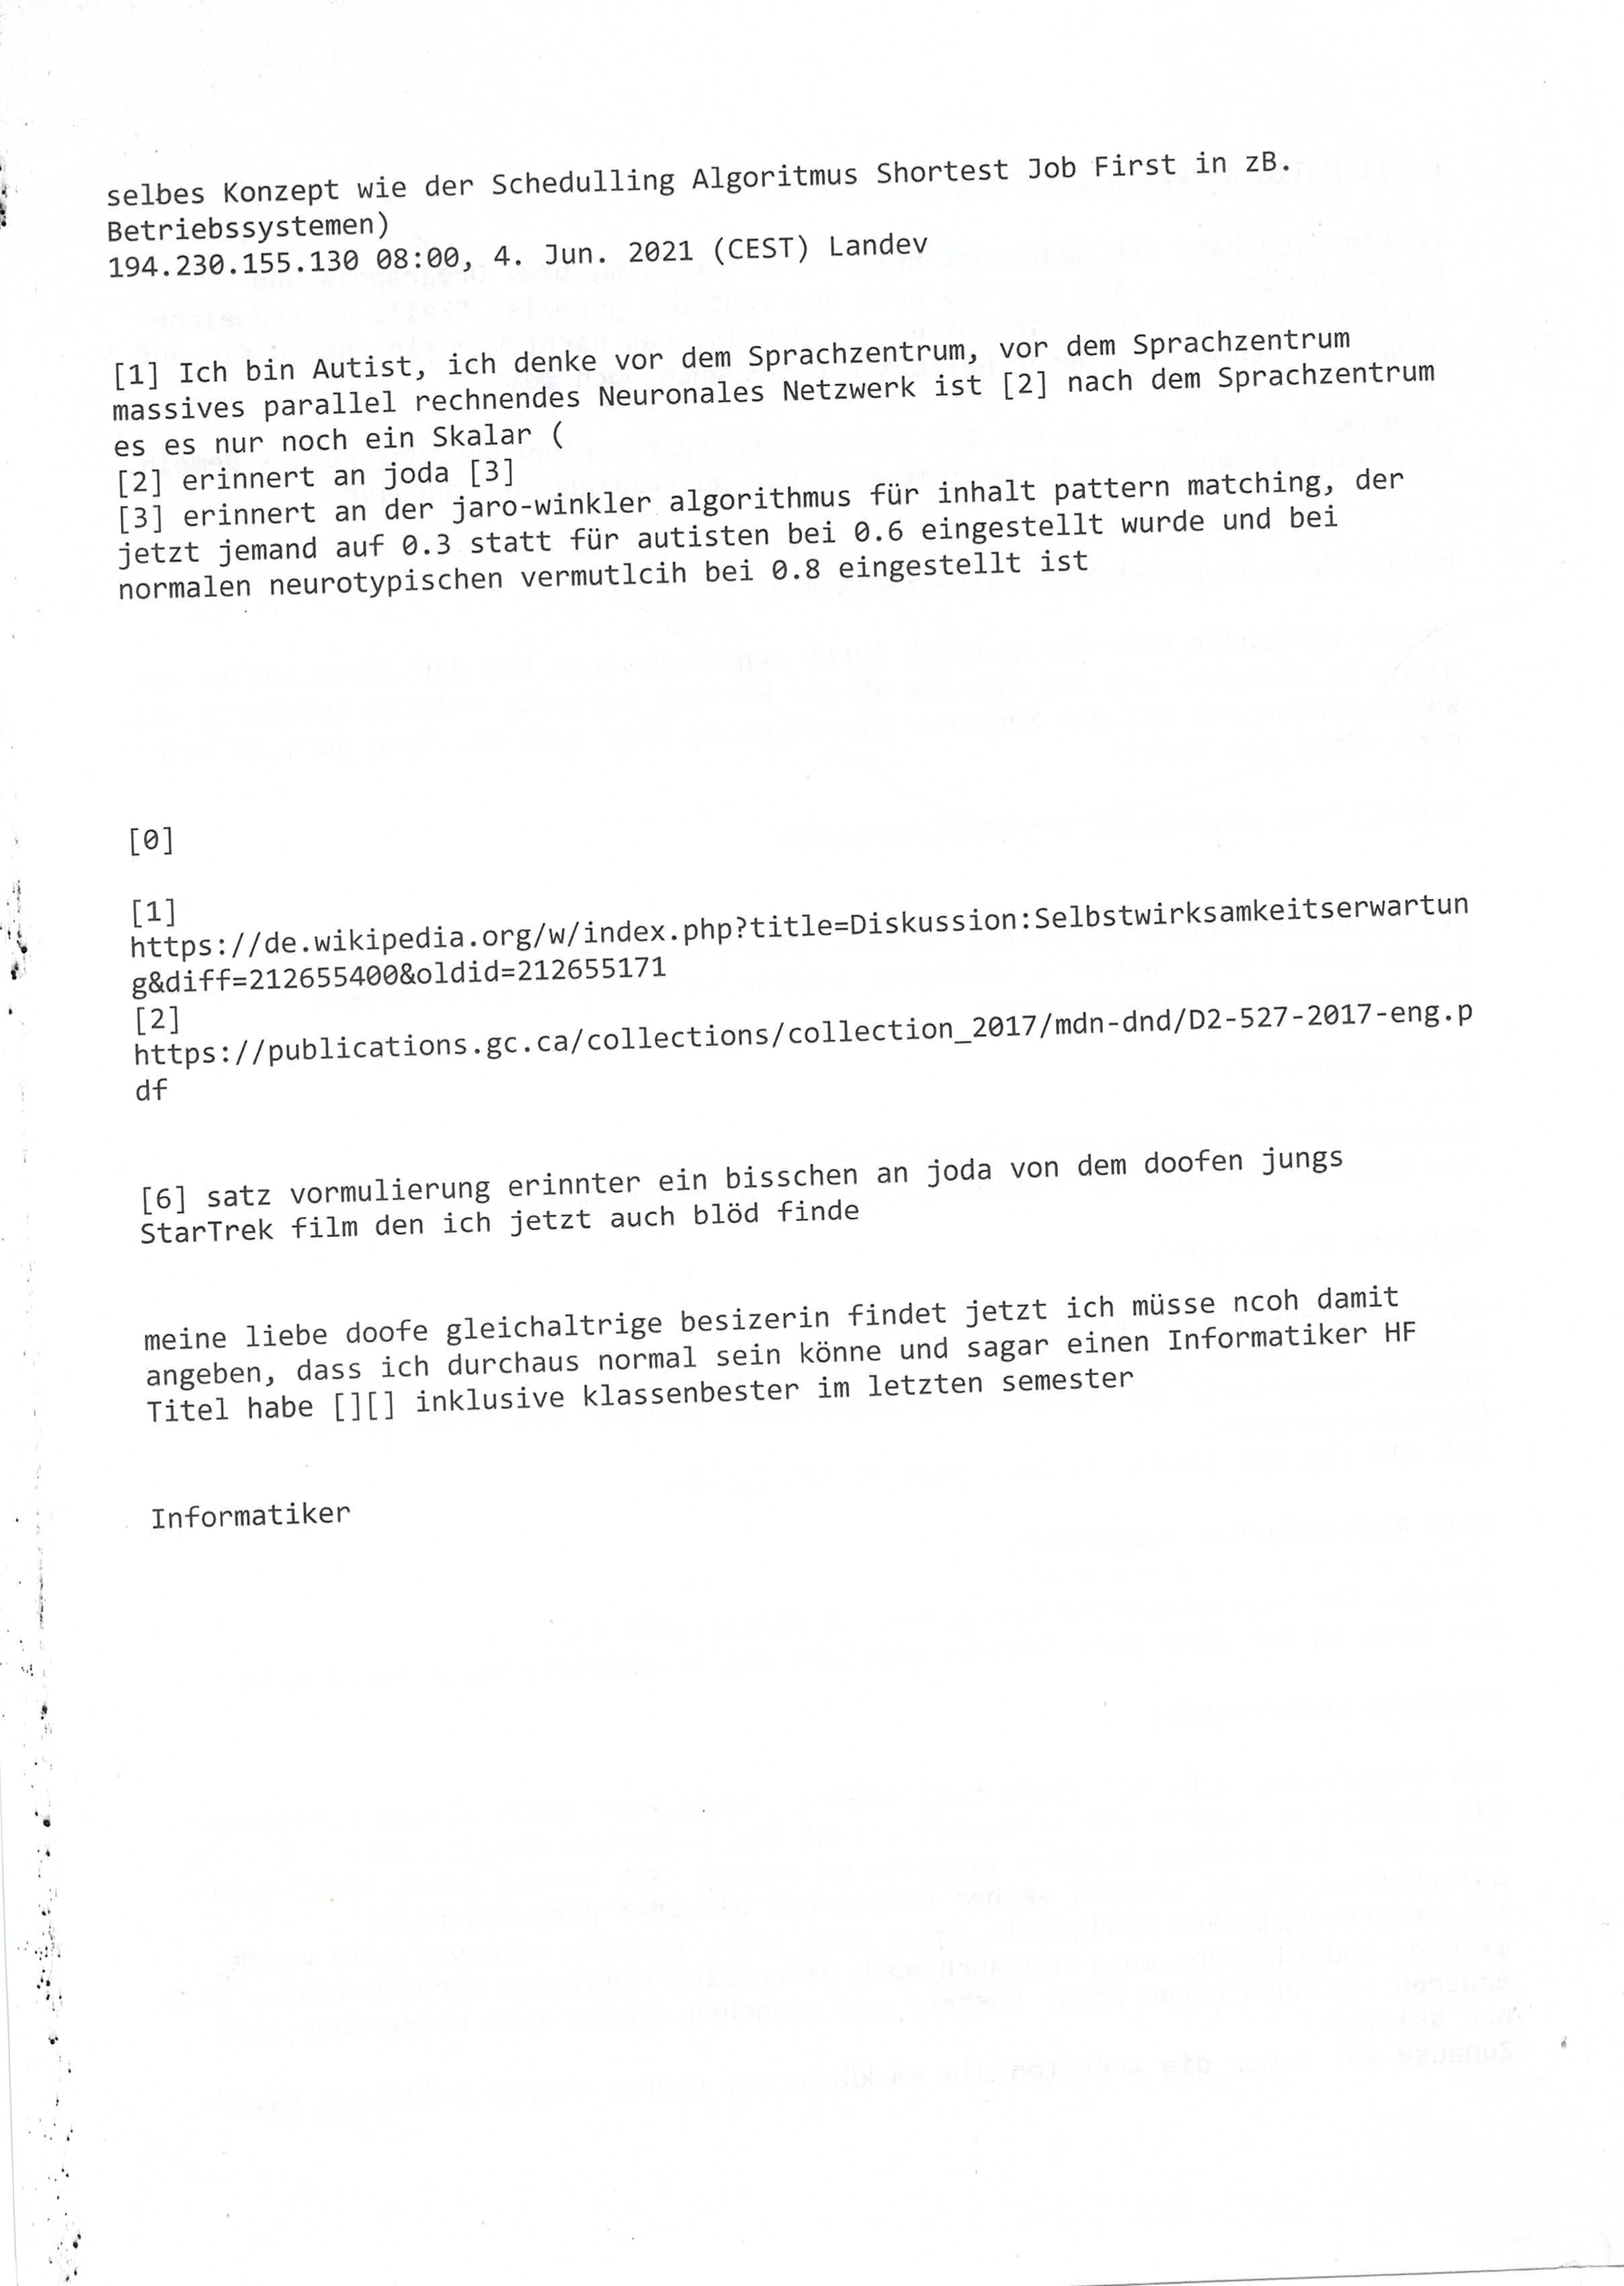 selbes Konzept wie der Schedulling Algoritmus Shortest Job First in zB.
Betriebssystemen)
194.230.155.130 08:00, 4. Jun. 2021 (CEST) Landev
[1] Ich bin Autist, ich denke vor dem Sprachzentrum, vor dem Sprachzentrum
massives parallel rechnendes Neuronales Netzwerk ist [2] nach dem Sprachzentrum
es es nur noch ein Skalar (
[2] erinnert an joda [3]
[3] erinnert an der jaro-winkler algorithmus für inhalt pattern matching, der
jetzt jemand auf 0.3 statt für autisten bei 0.6 eingestellt wurde und bei
normalen neurotypischen vermutlcih bei 0.8 eingestellt ist
[0]
[1]
https://de.wikipedia.org/w/index.php?title=Diskussion:Selbstwirksamkeitserwartun
g&diff=212655400&oldid=212655171
[2]
https://publications.gc.ca/collections/collection_2017/mdn-dnd/D2-527-2017-eng.p
df
[6] satz vormulierung erinnter ein bisschen an joda von dem doofen jungs
StarTrek film den ich jetzt auch blöd finde
meine liebe doofe gleichaltrige besizerin findet jetzt ich müsse ncoh damit
angeben, dass ich durchaus normal sein könne und sagar einen Informatiker HF
Titel habe [][] inklusive klassenbester im letzten semester
Informatiker